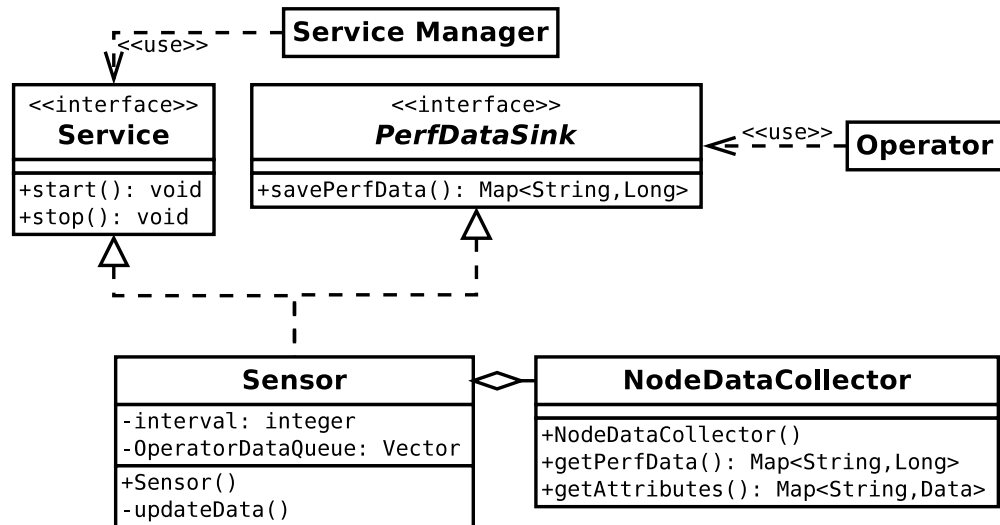 Service Manager
<<use>>
<<interface>>
Service
+start(): void
+stop(): void
<<interface>>
PerfDataSink
+savePerfData(): Map<String,Long>
<<use>>
Operator
Sensor
-interval: integer
-OperatorDataQueue: Vector
+Sensor()
-updateData()
NodeDataCollector
+NodeDataCollector()
+getPerfData(): Map<String,Long>
+getAttributes(): Map<String,Data>